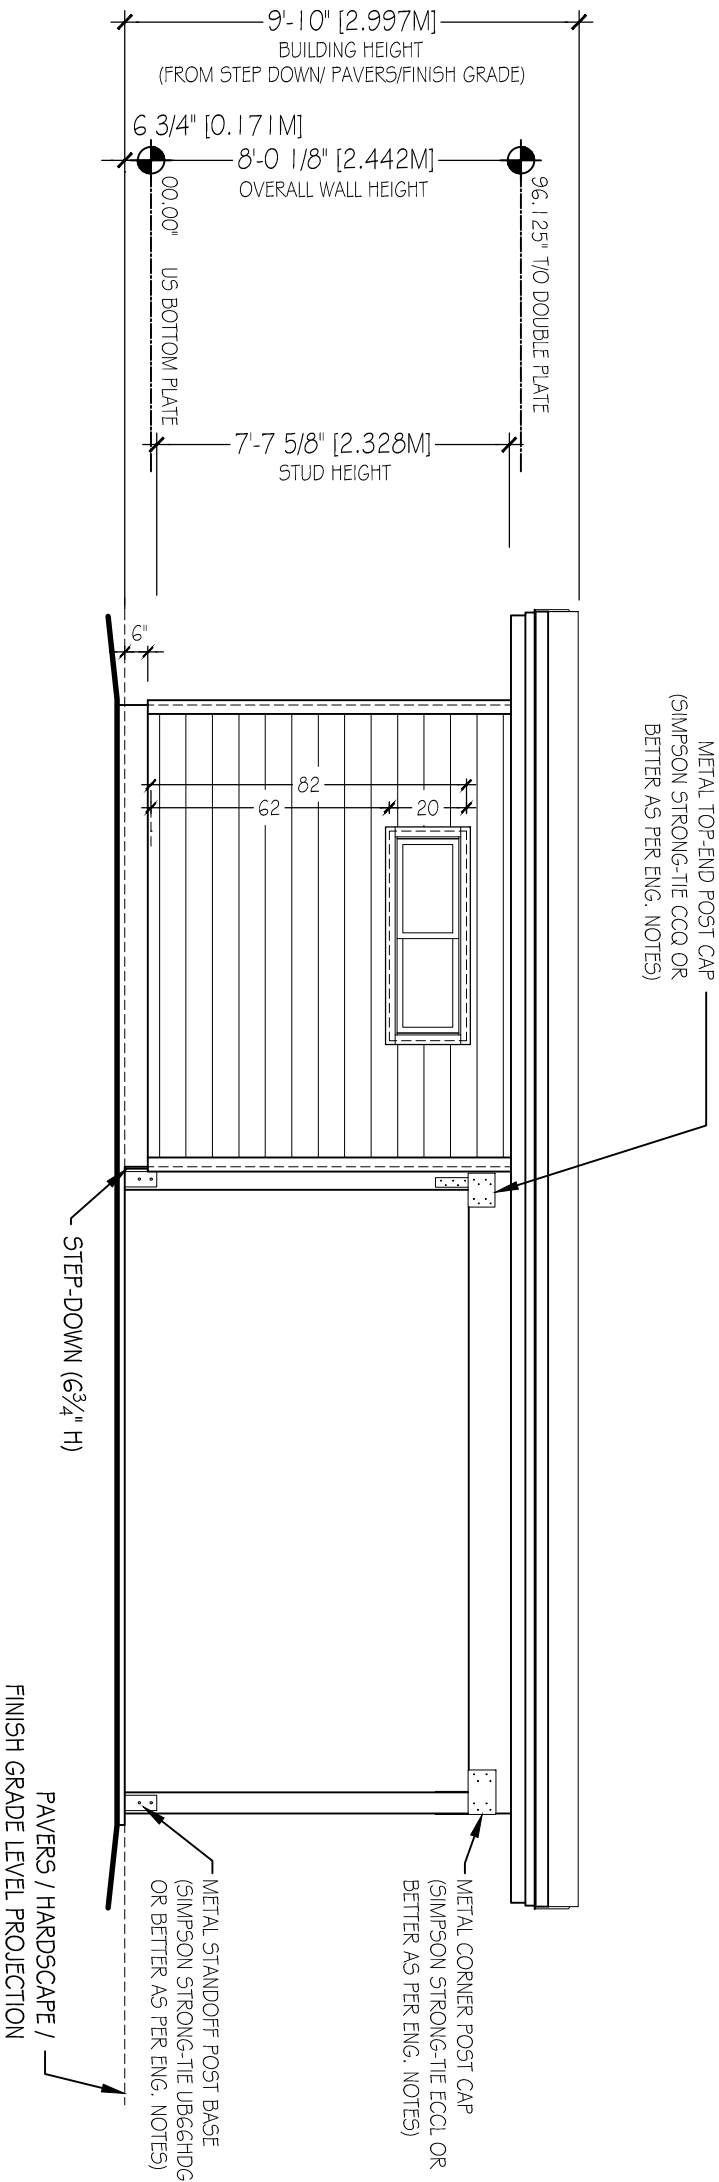 9'-10" [2.997M]
BUILDING HEIGHT
(FROM STEP DOWN/ PAVERS/FINISH GRADE)
6 3/4" [0.171M]
8'-0 1/8" [2.442M]
OVERALL WALL HEIGHT
96.125" T/O DOUBLE PLATE
00.00" US BOTTOM PLATE
7'-7 5/8" [2.328M]
STUD HEIGHT
6"
82
62
20
METAL TOP-END POST CAP
(SIMPSON STRONG-TIE CCQ OR
BETTER AS PER ENG. NOTES)
STEP-DOWN (6¾" H)
METAL CORNER POST CAP
(SIMPSON STRONG-TIE ECCL OR
BETTER AS PER ENG. NOTES)
METAL STANDOFF POST BASE
(SIMPSON STRONG-TIE UB66HDG
OR BETTER AS PER ENG. NOTES)
PAVERS / HARDSCAPE /
FINISH GRADE LEVEL PROJECTION